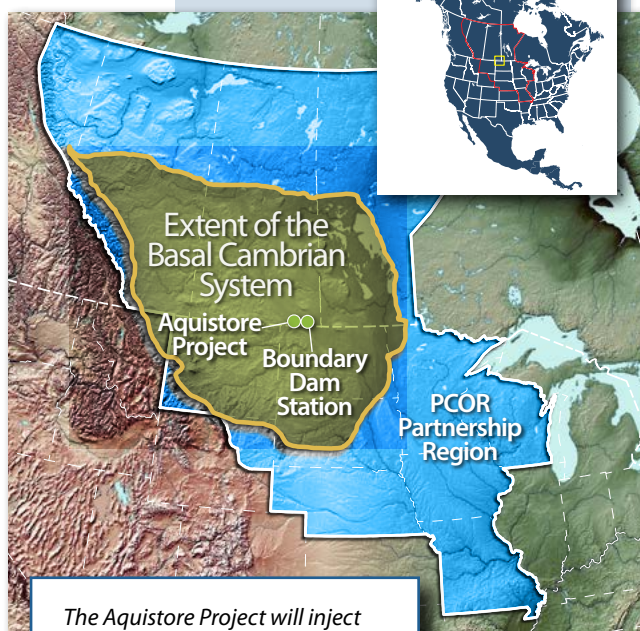 Extent of the
Basal Cambrian
System
Aquistore
Project
Boundary
Dam
Station
PCOR
Partnership
Region
The Aquistore Project will inject